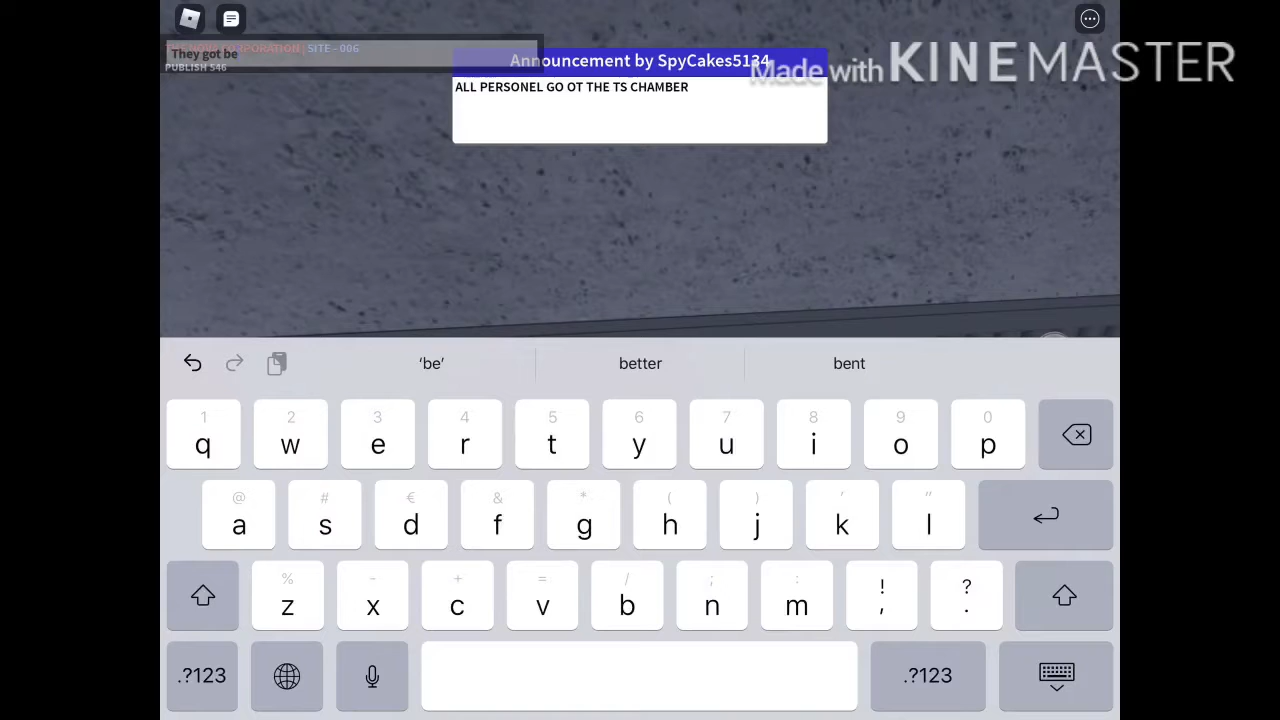 They got be
CORPORATION | SITE - 006
PUBLISH 546
Announcement by SpyCakes5134
ALL PERSONEL GO OT THE TS CHAMBER
Made with KINEMASTER
‘be’ better bent
1 2 3 4 5 6 7 8 9 0
q w e r t y u i o p
@ # € & * ( ) ' "
a s d f g h j k l
% - + = / ; : ! ?
z x c v b n m , .
.?123 .?123